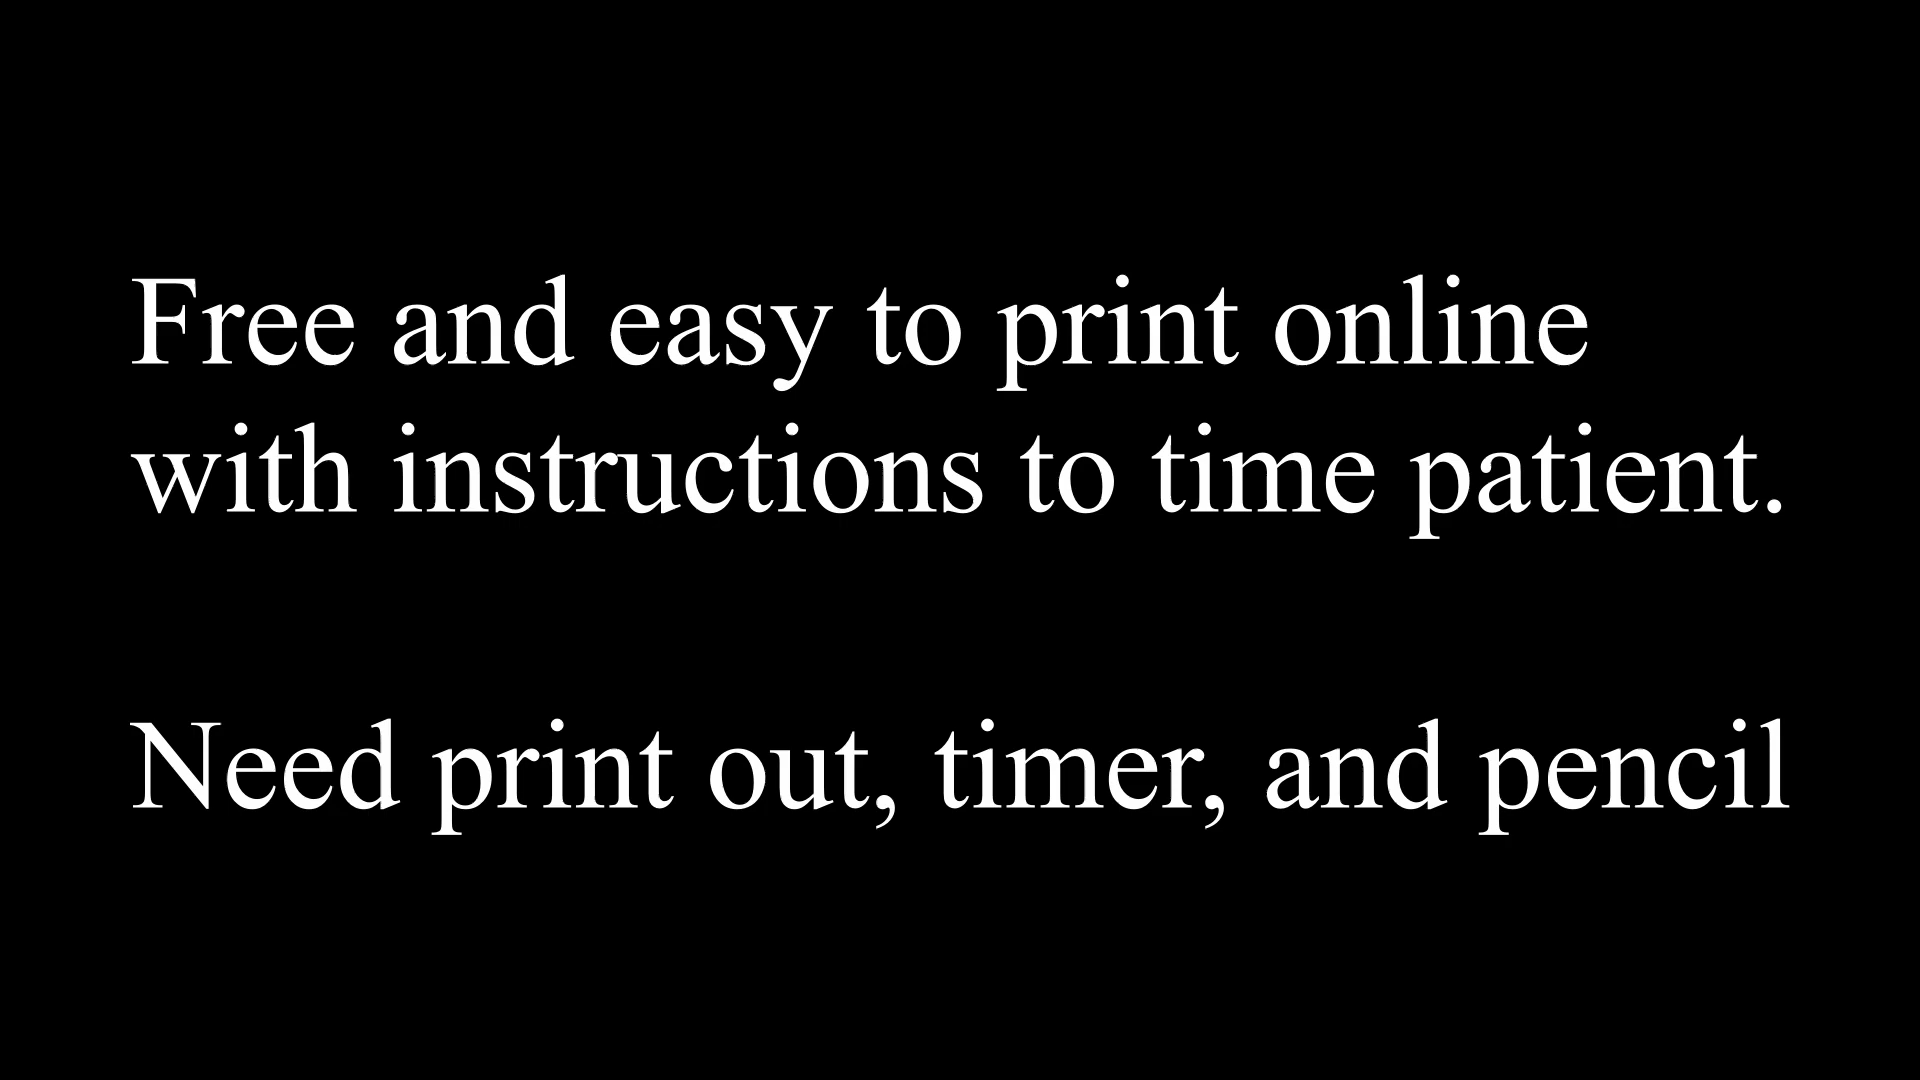 Free and easy to print online
with instructions to time patient.
Need print out, timer, and pencil